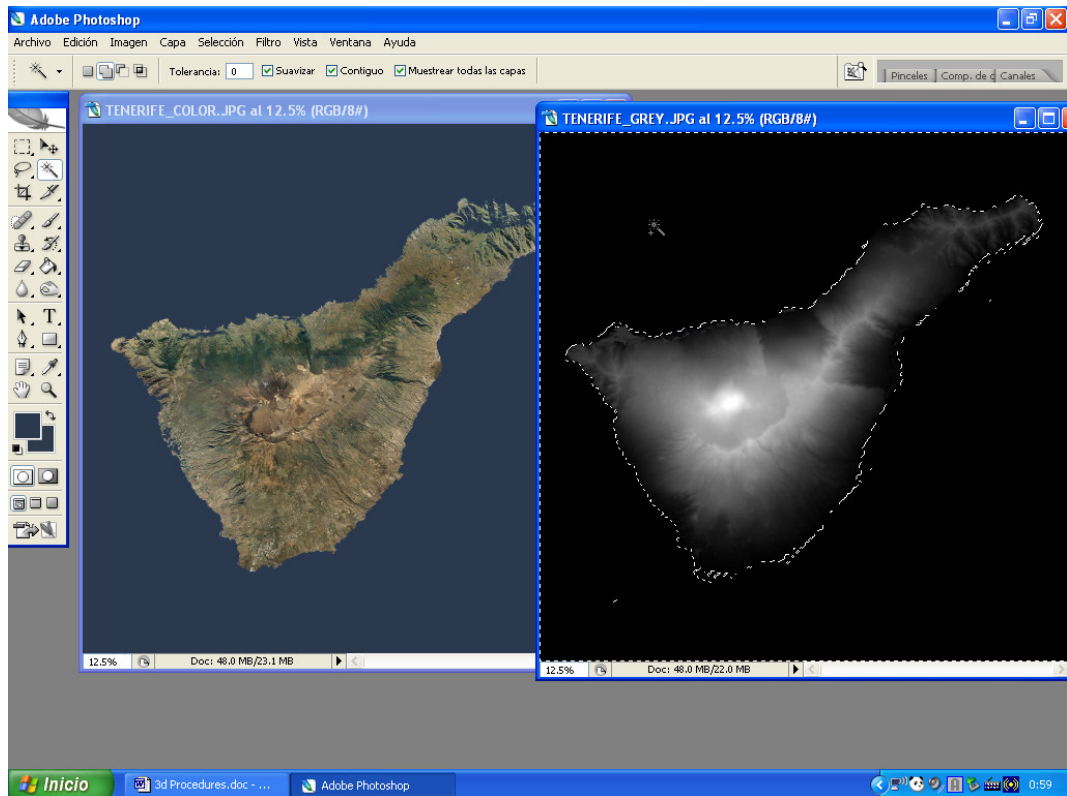 Adobe Photoshop
Archivo Edición Imagen Capa Selección Filtro Vista Ventana Ayuda
Tolerancia: 0 Suavizar Contiguo Muestrear todas las capas
Pinceles Comp. de c Canales
TENERIFE_COLOR.JPG al 12.5% (RGB/8#)
TENERIFE_GREY.JPG al 12.5% (RGB/8#)
12.5% Doc: 48.0 MB/23.1 MB
12.5% Doc: 48.0 MB/22.0 MB
Inicio 3d Procedures.doc - ... Adobe Photoshop 0:59